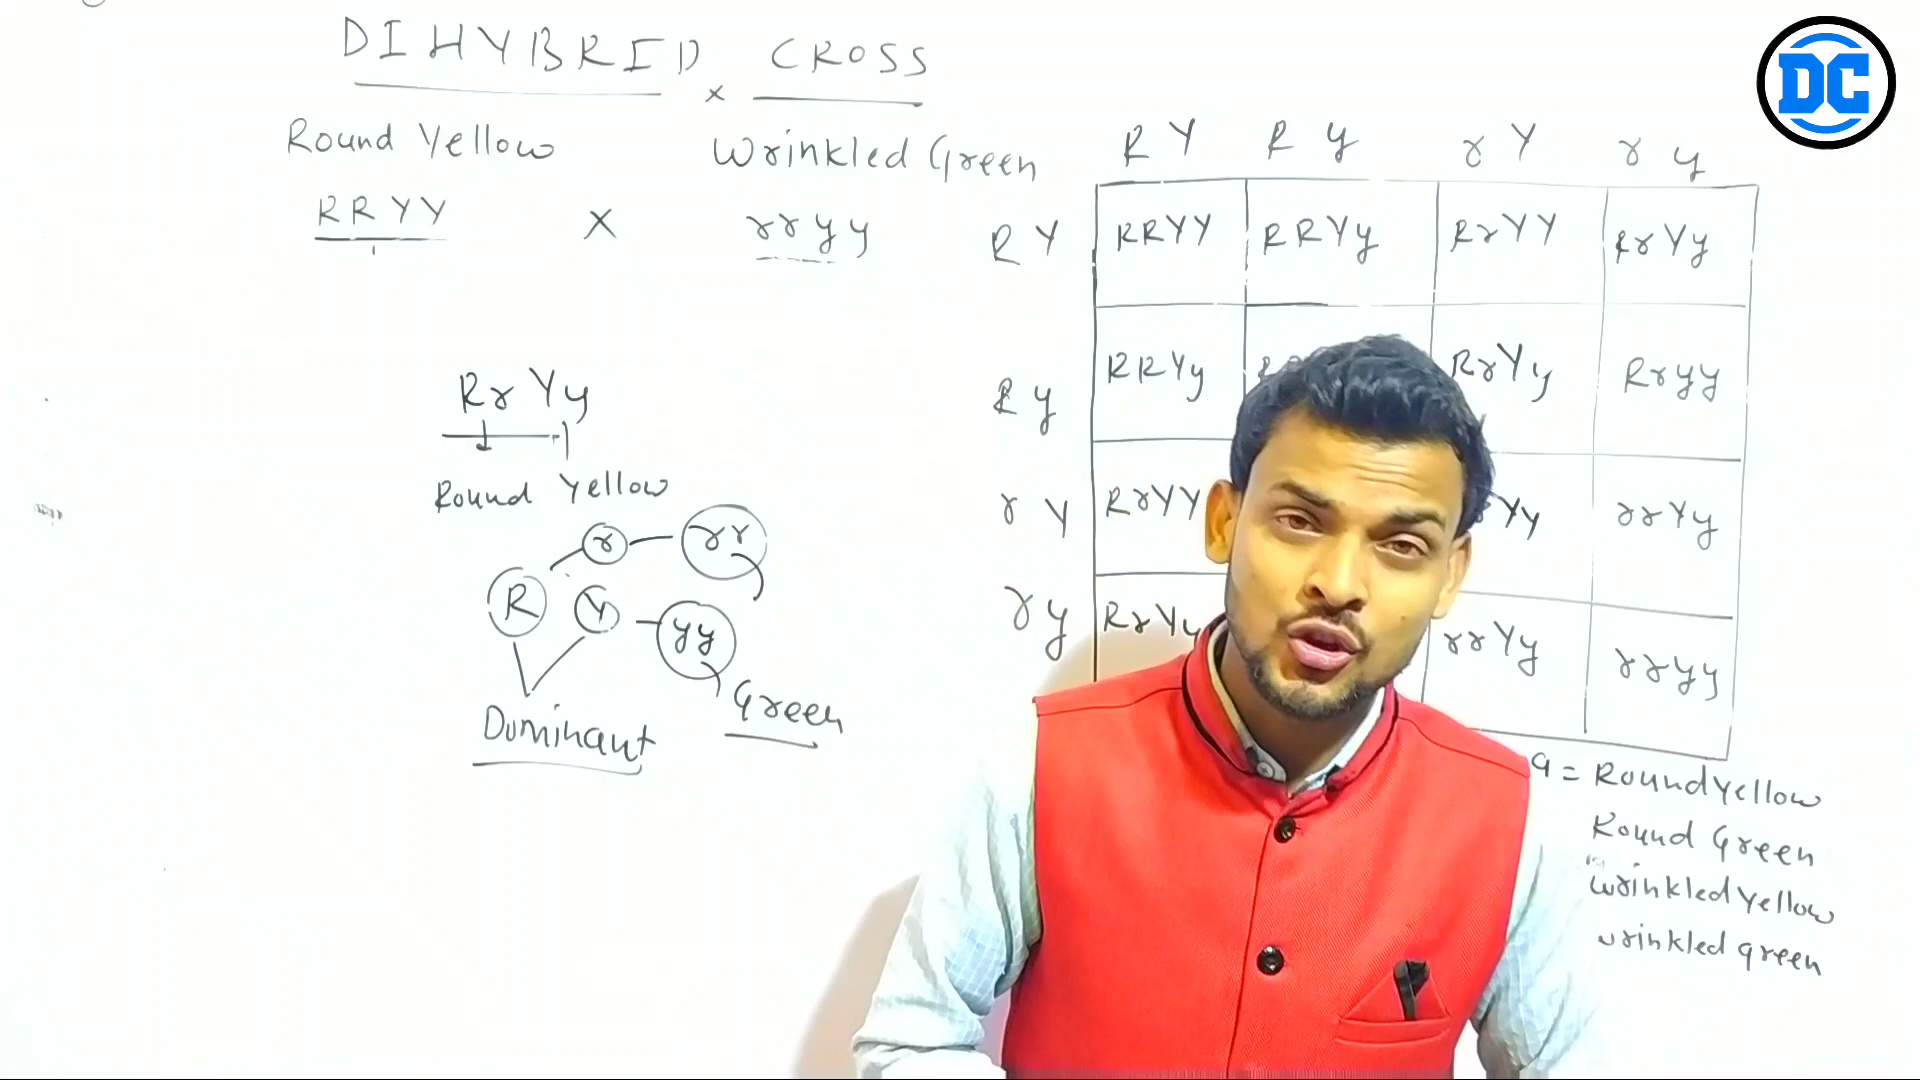 DIHYBRID × CROSS
Round Yellow Wrinkled Green
RRYY X rryy
RrYy
Round Yellow
r rr
R Y yy
Dominant Green
RY Ry rY ry
RY RRYY RRYy RrYY RrYy
Ry RRYy RrYy Rryy
rY RrYY Yy rrYy
ry RrYy rrYy rryy
9 = Round Yellow
Round Green
Wrinkled Yellow
wrinkled green
DC